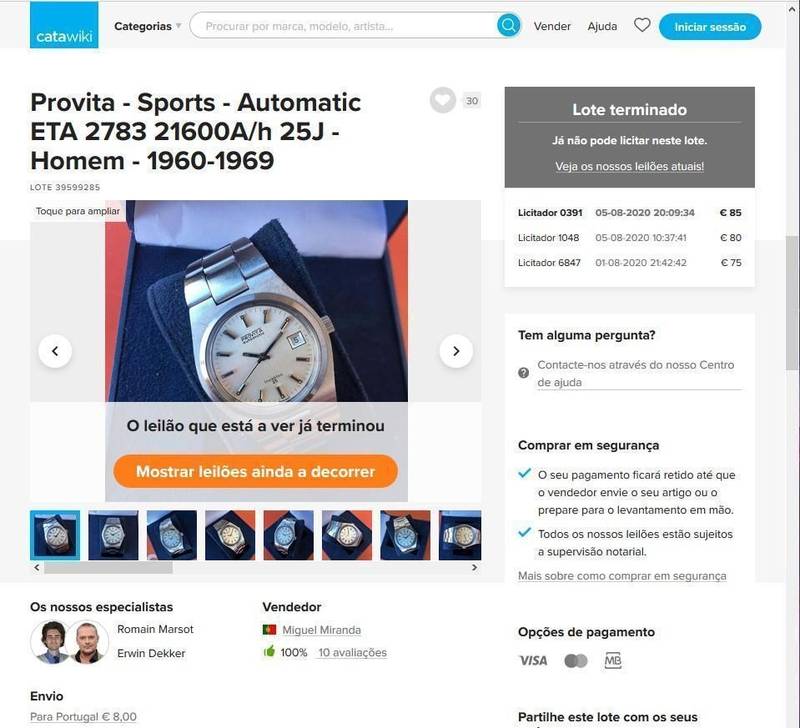 catawiki
Categorias
Procurar por marca, modelo, artista...
Vender
Ajuda
Iniciar sessão
Provita - Sports - Automatic
ETA 2783 21600A/h 25J -
Homem - 1960-1969
30
LOTE 39599285
Toque para ampliar
PROVITA
O leilão que está a ver já terminou
Mostrar leilões ainda a decorrer
Os nossos especialistas
Romain Marsot
Erwin Dekker
Vendedor
Miguel Miranda
100% 10 avaliações
Envio
Para Portugal € 8,00
Lote terminado
Já não pode licitar neste lote.
Veja os nossos leilões atuais!
Licitador 0391 05-08-2020 20:09:34 € 85
Licitador 1048 05-08-2020 10:37:41 € 80
Licitador 6847 01-08-2020 21:42:42 € 75
Tem alguma pergunta?
Contacte-nos através do nosso Centro
de ajuda
Comprar em segurança
O seu pagamento ficará retido até que
o vendedor envie o seu artigo ou o
prepare para o levantamento em mão.
Todos os nossos leilões estão sujeitos
a supervisão notarial.
Mais sobre como comprar em segurança
Opções de pagamento
VISA
MB
Partilhe este lote com os seus